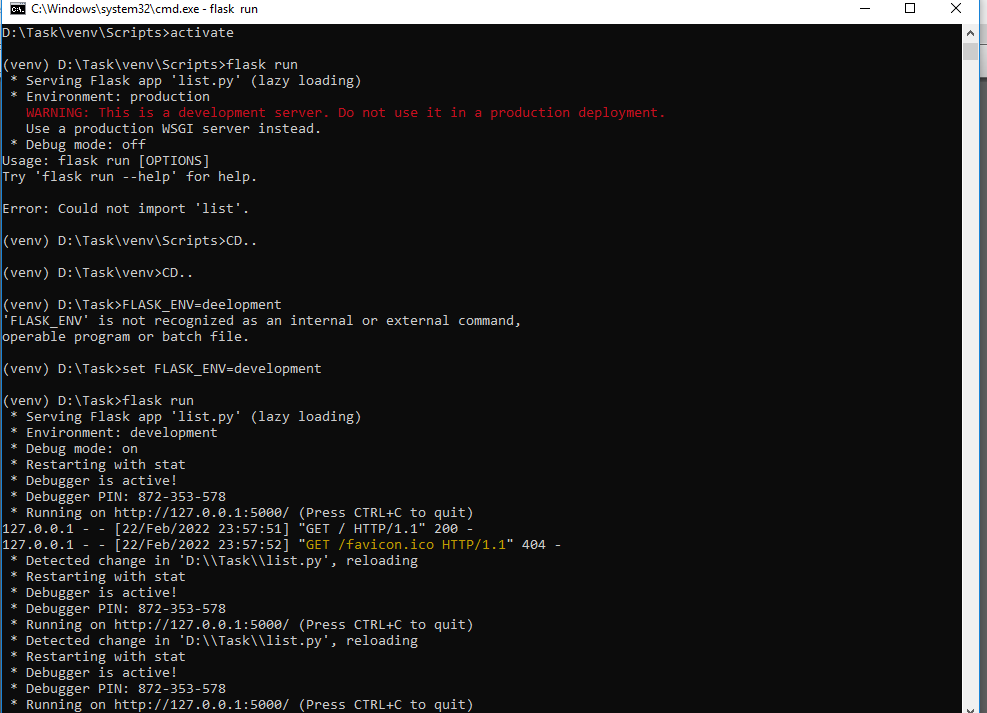 C:\Windows\system32\cmd.exe - flask run
D:\Task\venv\Scripts>activate
(venv) D:\Task\venv\Scripts>flask run
* Serving Flask app 'list.py' (lazy loading)
* Environment: production
WARNING: This is a development server. Do not use it in a production deployment.
Use a production WSGI server instead.
* Debug mode: off
Usage: flask run [OPTIONS]
Try 'flask run --help' for help.
Error: Could not import 'list'.
(venv) D:\Task\venv\Scripts>CD..
(venv) D:\Task\venv>CD..
(venv) D:\Task>FLASK_ENV=deelopment
'FLASK_ENV' is not recognized as an internal or external command,
operable program or batch file.
(venv) D:\Task>set FLASK_ENV=development
(venv) D:\Task>flask run
* Serving Flask app 'list.py' (lazy loading)
* Environment: development
* Debug mode: on
* Restarting with stat
* Debugger is active!
* Debugger PIN: 872-353-578
* Running on http://127.0.0.1:5000/ (Press CTRL+C to quit)
127.0.0.1 - - [22/Feb/2022 23:57:51] "GET / HTTP/1.1" 200 -
127.0.0.1 - - [22/Feb/2022 23:57:52] "GET /favicon.ico HTTP/1.1" 404 -
* Detected change in 'D:\\Task\\list.py', reloading
* Restarting with stat
* Debugger is active!
* Debugger PIN: 872-353-578
* Running on http://127.0.0.1:5000/ (Press CTRL+C to quit)
* Detected change in 'D:\\Task\\list.py', reloading
* Restarting with stat
* Debugger is active!
* Debugger PIN: 872-353-578
* Running on http://127.0.0.1:5000/ (Press CTRL+C to quit)